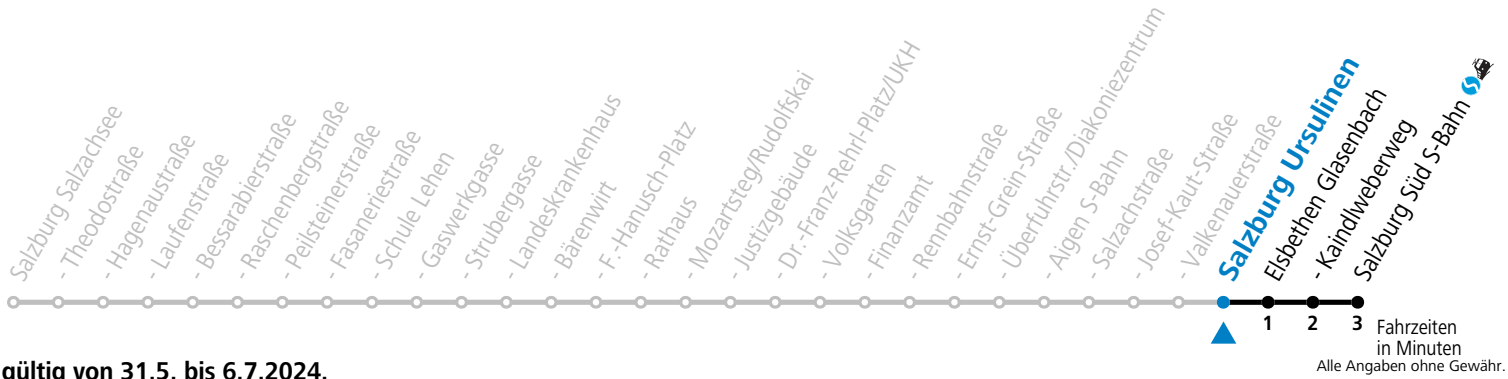 Salzburg Salzachsee
- Theodostraße
- Hagenaustraße
- Laufenstraße
- Bessarabierstraße
- Raschenbergstraße
- Peilsteinerstraße
- Fasaneriestraße
- Schule Lehen
- Gaswerkgasse
- Strubergasse
- Landeskrankenhaus
- Bärenwirt
- F.-Hanusch-Platz
- Rathaus
- Mozartsteg/Rudolfskai
- Justizgebäude
- Dr.-Franz-Rehrl-Platz/UKH
- Volksgarten
- Finanzamt
- Rennbahnstraße
- Ernst-Grein-Straße
- Überfuhrstr./Diakoniezentrum
- Aigen S-Bahn
- Salzachstraße
- Josef-Kaut-Straße
- Valkenauerstraße
Salzburg Ursulinen
Elsbethen Glasenbach
- Kaindlweberweg
Salzburg Süd S-Bahn
1 2 3 Fahrzeiten
in Minuten
Alle Angaben ohne Gewähr.
gültig von 31.5. bis 6.7.2024.